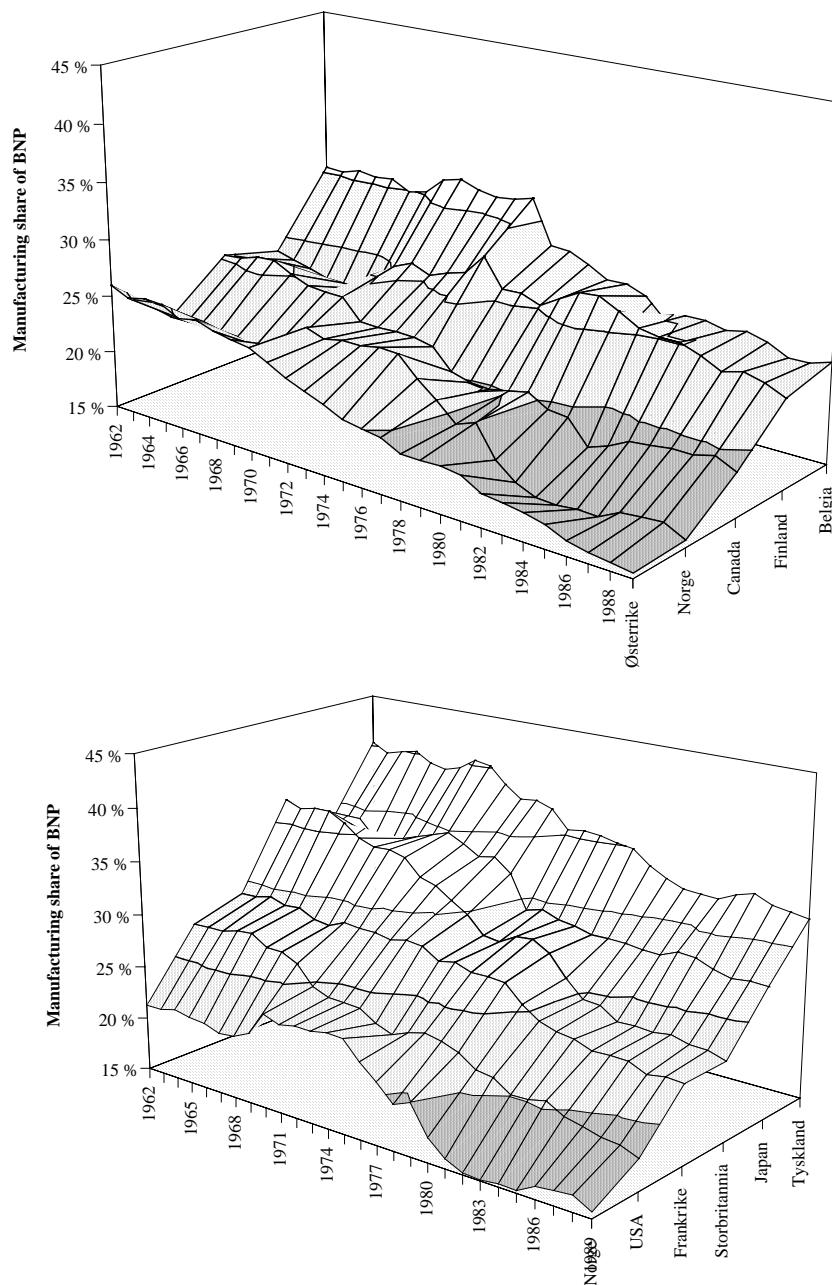 Manufacturing share of BNP
45 %
40 %
35 %
30 %
25 %
20 %
15 %
1962
1964
1966
1968
1970
1972
1974
1976
1978
1980
1982
1984
1986
1988
Østerrike
Norge
Canada
Finland
Belgia
Manufacturing share of BNP
45 %
40 %
35 %
30 %
25 %
20 %
15 %
1962
1965
1968
1971
1974
1977
1980
1983
1986
1989
Norge
USA
Frankrike
Storbritannia
Japan
Tyskland